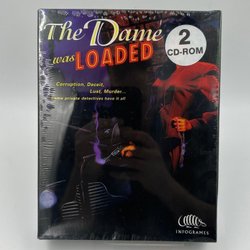 The Dame
was LOADED
2
CD-ROM
Corruption, Deceit,
Lust, Murder...
some private detectives have it all
INFOGRAMES